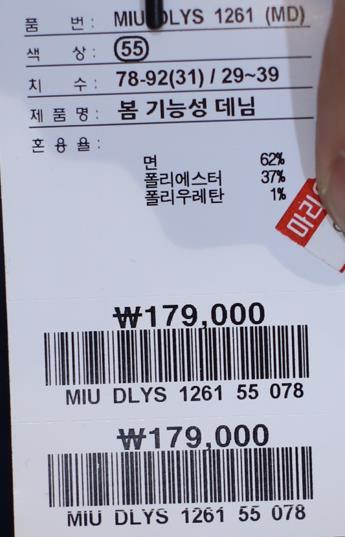 품 번 : MIU DLYS 1261 (MD)
색 상 : 55
치 수 : 78-92(31) / 29~39
제 품 명 : 봄 기능성 데님
혼 용 율 :
면 62%
폴리에스터 37%
폴리우레탄 1%
마리
₩179,000
MIU DLYS 1261 55 078
₩179,000
MIU DLYS 1261 55 078